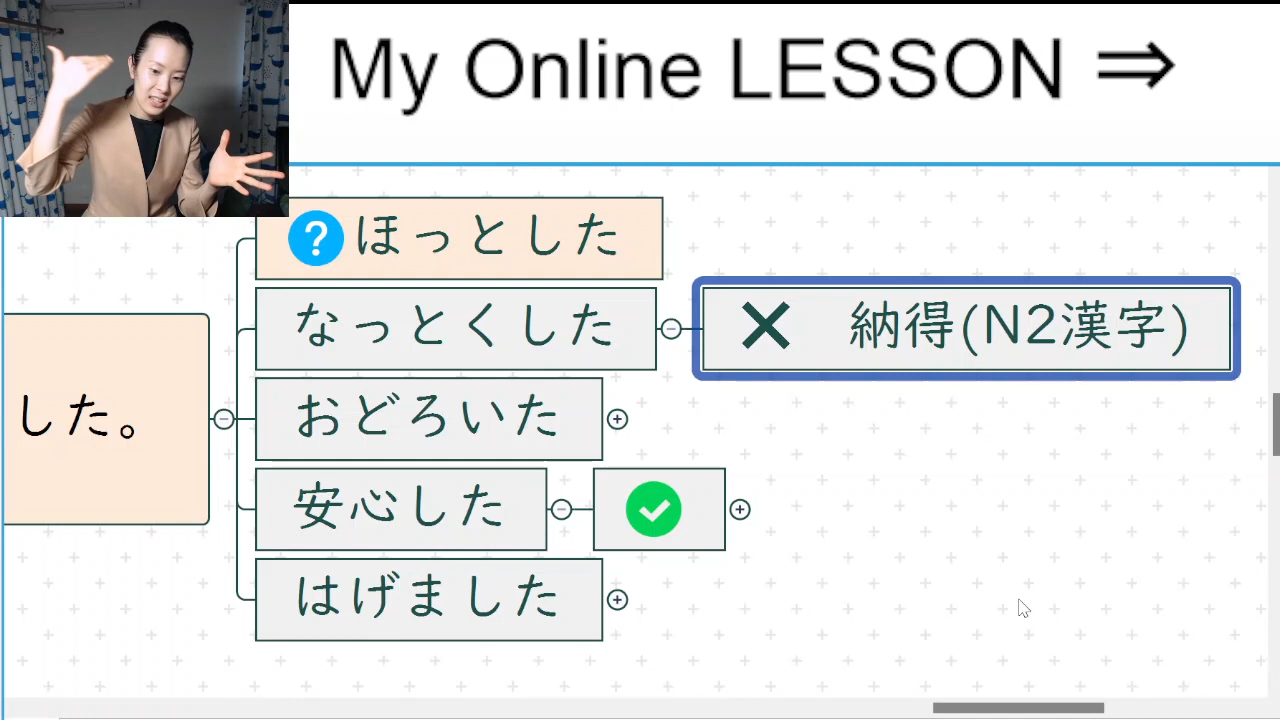 My Online LESSON ⇒
? ほっとした
なっとくした
✕ 納得(N2漢字)
した。
おどろいた
安心した
はげました